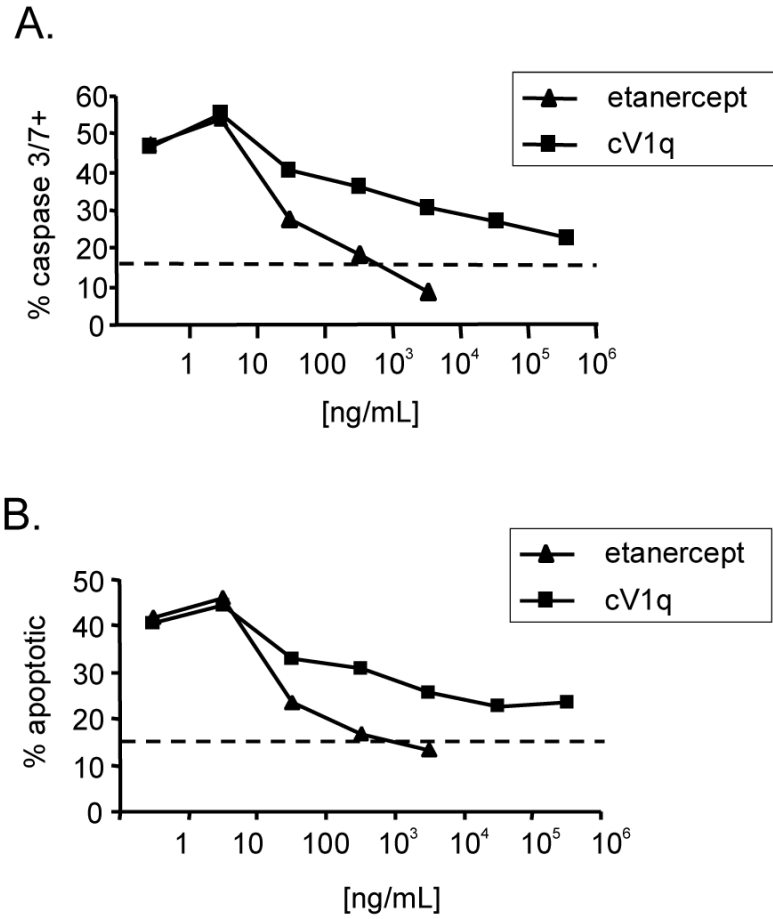 A.
etanercept
cV1q
% caspase 3/7+
60
50
40
30
20
10
0
1 10 100 10³ 10⁴ 10⁵ 10⁶
[ng/mL]
B.
etanercept
cV1q
% apoptotic
50
40
30
20
10
0
1 10 100 10³ 10⁴ 10⁵ 10⁶
[ng/mL]